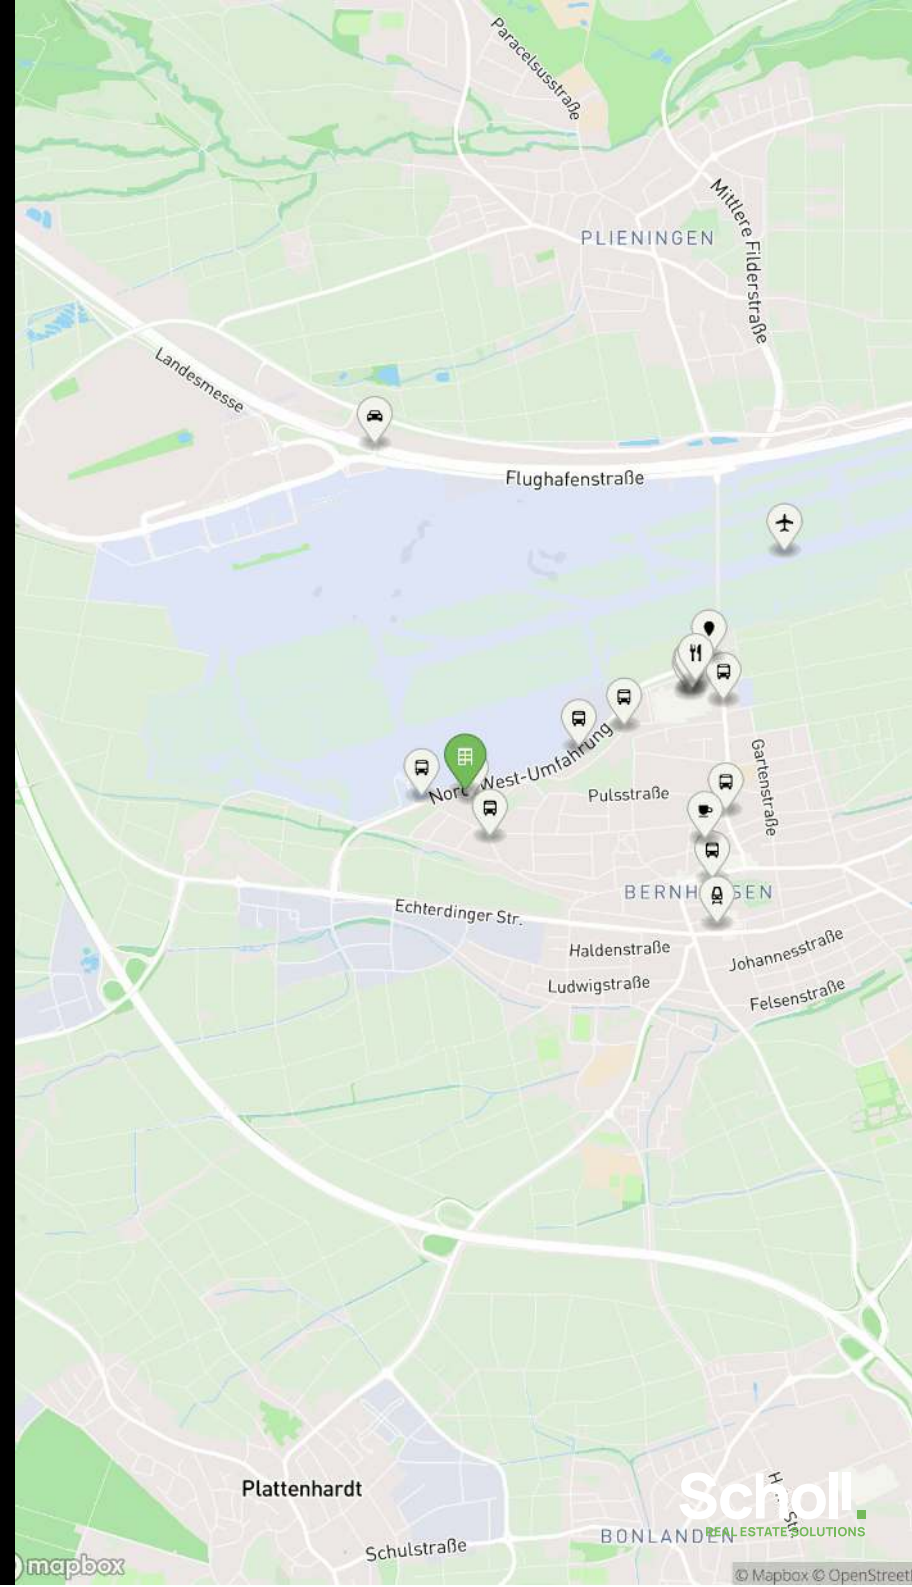 Paracelsusstraße
Mittlere Filderstraße
PLIENINGEN
Landesmesse
Flughafenstraße
Nord-West-Umfahrung
Gartenstraße
Pulsstraße
Echterdinger Str.
Haldenstraße
Johannesstraße
Ludwigstraße
Felsenstraße
Plattenhardt
Scholl.
REAL ESTATE SOLUTIONS
BONLANDEN
Schulstraße
mapbox
© Mapbox © OpenStreet